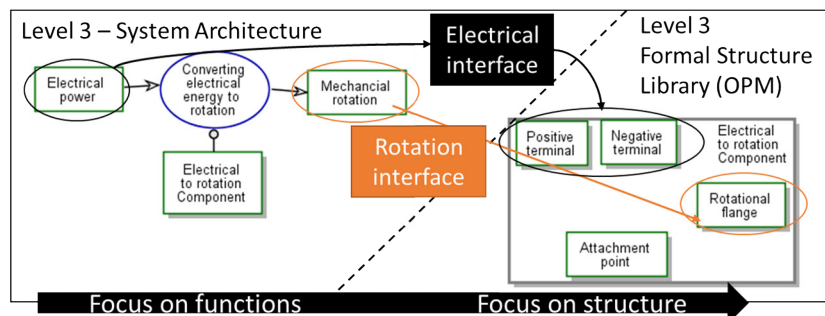 Level 3 – System Architecture
Electrical
interface
Level 3
Formal Structure
Library (OPM)
Electrical
power
Converting
electrical
energy to
rotation
Mechancial
rotation
Electrical
to rotation
Component
Rotation
interface
Positive
terminal
Negative
terminal
Electrical
to rotation
Component
Rotational
flange
Attachment
point
Focus on functions
Focus on structure